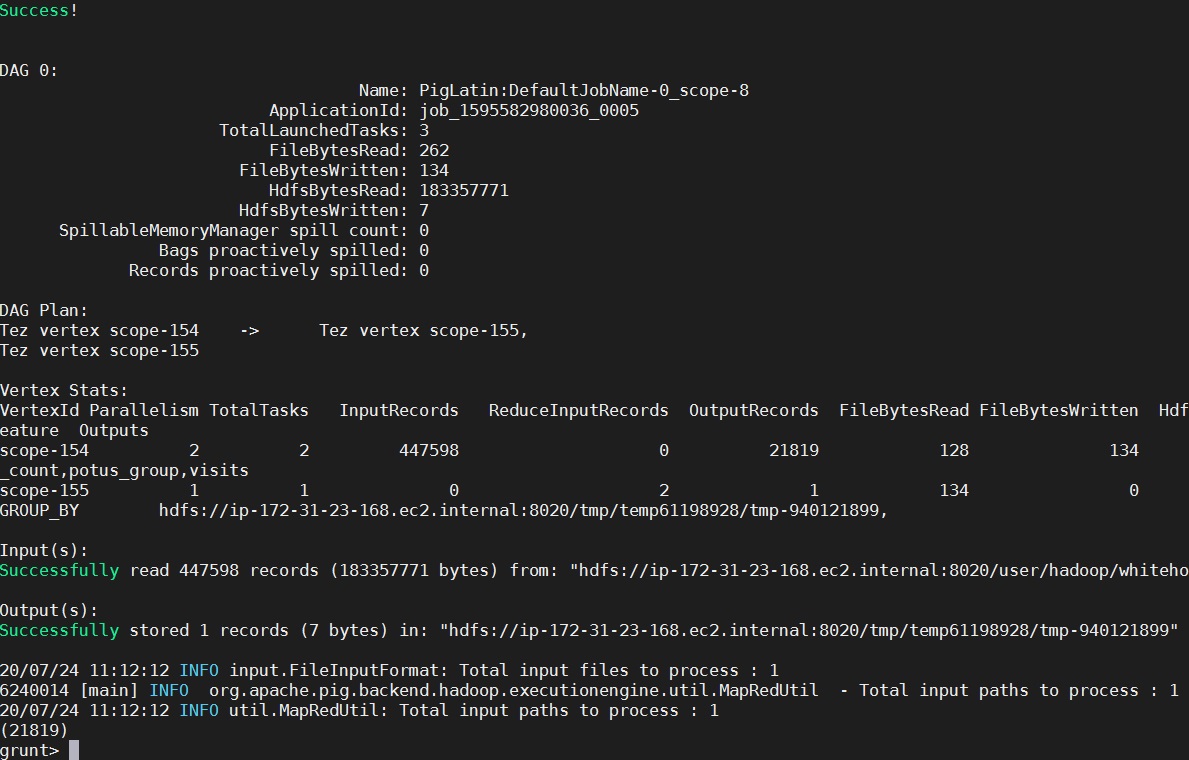 Success!
DAG 0:
Name: PigLatin:DefaultJobName-0_scope-8
ApplicationId: job_1595582980036_0005
TotalLaunchedTasks: 3
FileBytesRead: 262
FileBytesWritten: 134
HdfsBytesRead: 183357771
HdfsBytesWritten: 7
SpillableMemoryManager spill count: 0
Bags proactively spilled: 0
Records proactively spilled: 0
DAG Plan:
Tez vertex scope-154    ->      Tez vertex scope-155,
Tez vertex scope-155
Vertex Stats:
VertexId Parallelism TotalTasks   InputRecords   ReduceInputRecords  OutputRecords  FileBytesRead FileBytesWritten  Hdf
eature  Outputs
scope-154          2          2         447598                    0          21819            128              134
_count,potus_group,visits
scope-155          1          1              0                    2              1            134                0
GROUP_BY        hdfs://ip-172-31-23-168.ec2.internal:8020/tmp/temp61198928/tmp-940121899,
Input(s):
Successfully read 447598 records (183357771 bytes) from: "hdfs://ip-172-31-23-168.ec2.internal:8020/user/hadoop/whiteho
Output(s):
Successfully stored 1 records (7 bytes) in: "hdfs://ip-172-31-23-168.ec2.internal:8020/tmp/temp61198928/tmp-940121899"
20/07/24 11:12:12 INFO input.FileInputFormat: Total input files to process : 1
6240014 [main] INFO  org.apache.pig.backend.hadoop.executionengine.util.MapRedUtil  - Total input paths to process : 1
20/07/24 11:12:12 INFO util.MapRedUtil: Total input paths to process : 1
(21819)
grunt>